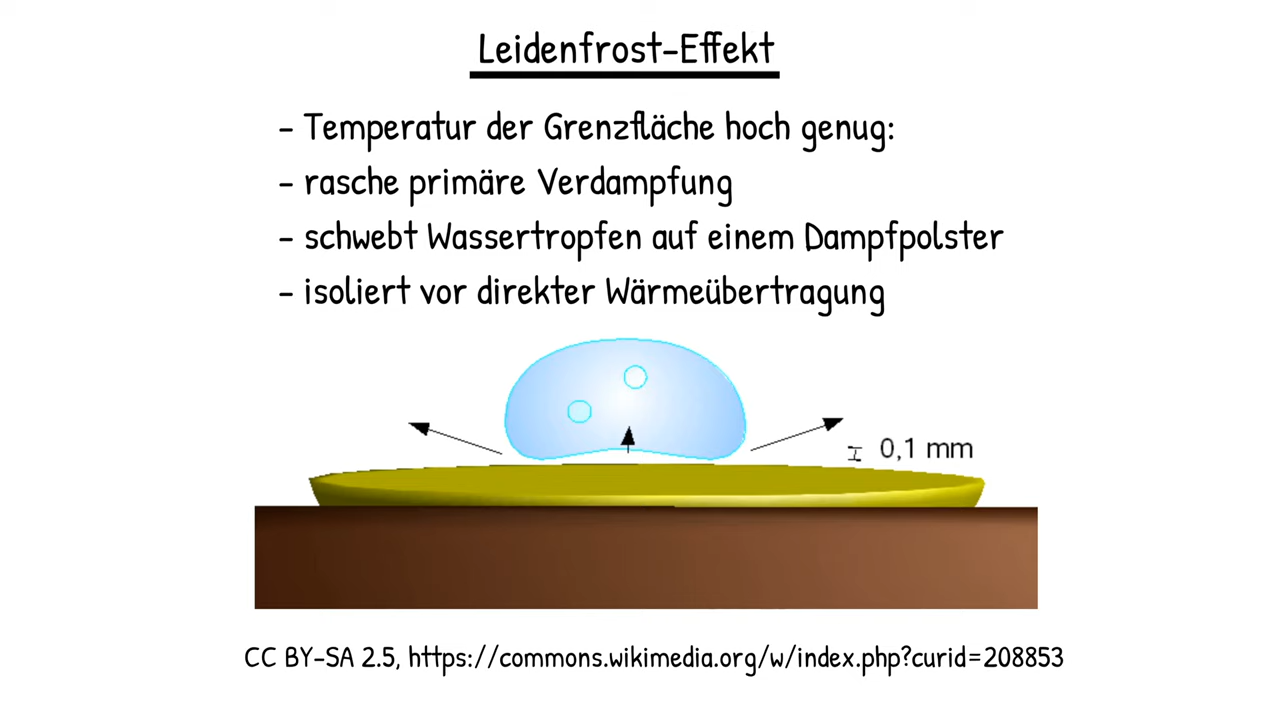 Leidenfrost-Effekt
- Temperatur der Grenzfläche hoch genug:
- rasche primäre Verdampfung
- schwebt Wassertropfen auf einem Dampfpolster
- isoliert vor direkter Wärmeübertragung
0,1 mm
CC BY-SA 2.5, https://commons.wikimedia.org/w/index.php?curid=208853